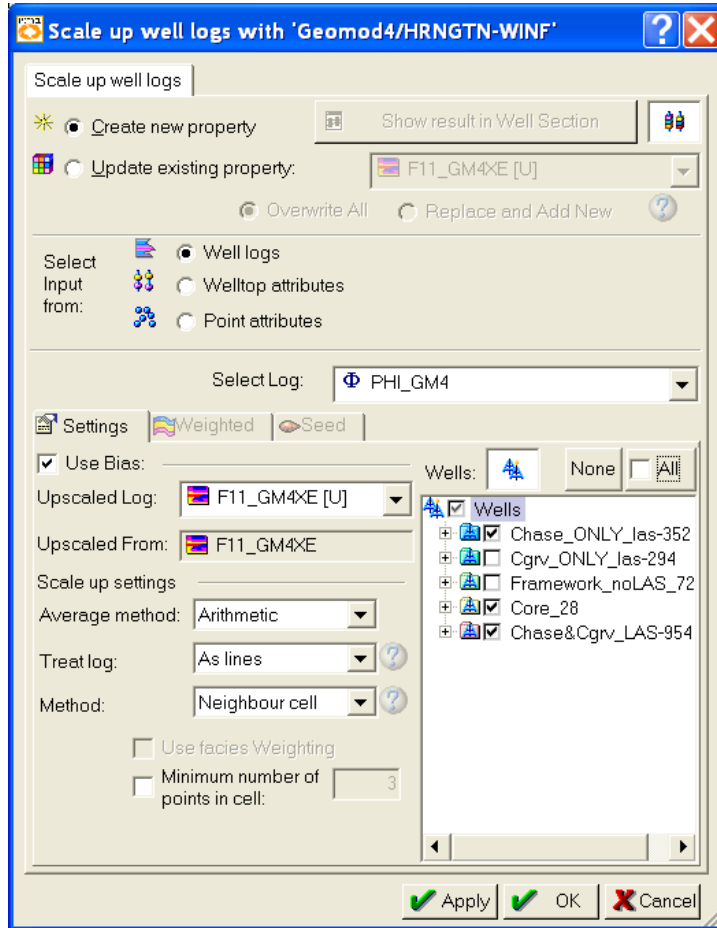 Scale up well logs with 'Geomod4/HRNGTN-WINF'
Scale up well logs
Create new property
Show result in Well Section
Update existing property:
F11_GM4XE [U]
Overwrite All
Replace and Add New
Select Input from:
Well logs
Welltop attributes
Point attributes
Select Log:
Φ PHI_GM4
Settings
Weighted
Seed
Use Bias:
Wells:
None
All
Upscaled Log:
F11_GM4XE [U]
Upscaled From:
F11_GM4XE
Scale up settings
Average method:
Arithmetic
Treat log:
As lines
Method:
Neighbour cell
Use facies Weighting
Minimum number of
points in cell:
3
Wells
Chase_ONLY_las-352
Cgrv_ONLY_las-294
Framework_noLAS_72
Core_28
Chase&Cgrv_LAS-954
Apply
OK
Cancel